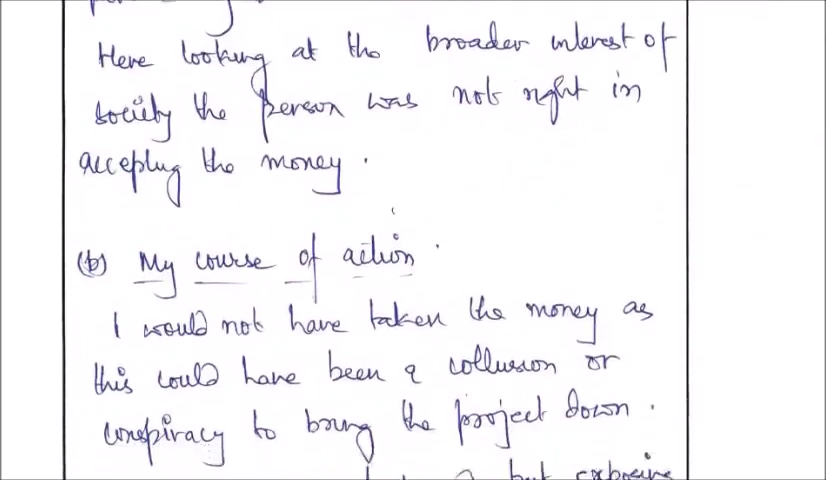 Here looking at the broader interest of
society the person was not right in
accepting the money.
(b) My course of action.
I would not have taken the money as
this could have been a collusion or
conspiracy to bring the project down.
but